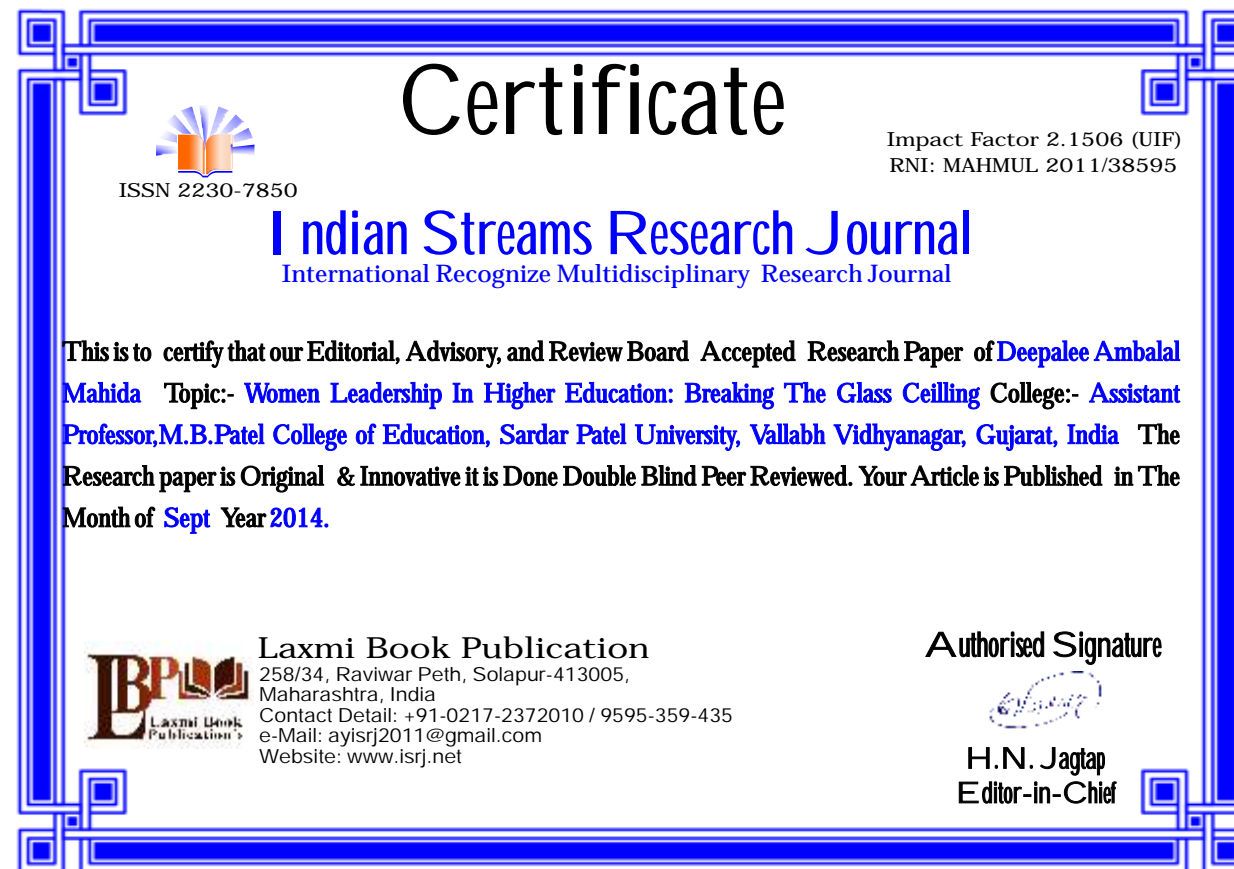 Certificate
Impact Factor 2.1506 (UIF)
RNI: MAHMUL 2011/38595
ISSN 2230-7850
Indian Streams Research Journal
International Recognize Multidisciplinary Research Journal
This is to certify that our Editorial, Advisory, and Review Board Accepted Research Paper of Deepalee Ambalal
Mahida Topic:- Women Leadership In Higher Education: Breaking The Glass Ceilling College:- Assistant
Professor,M.B.Patel College of Education, Sardar Patel University, Vallabh Vidhyanagar, Gujarat, India The
Research paper is Original & Innovative it is Done Double Blind Peer Reviewed. Your Article is Published in The
Month of Sept Year 2014.
LBP
Laxmi Book
Publication's
Laxmi Book Publication
258/34, Raviwar Peth, Solapur-413005,
Maharashtra, India
Contact Detail: +91-0217-2372010 / 9595-359-435
e-Mail: ayisrj2011@gmail.com
Website: www.isrj.net
Authorised Signature
H.N. Jagtap
Editor-in-Chief